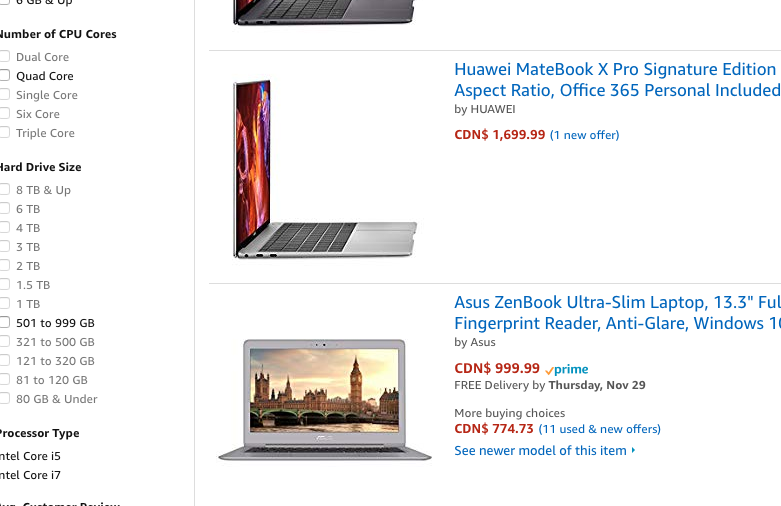 6 GB & Up
Number of CPU Cores
Dual Core
Quad Core
Single Core
Six Core
Triple Core
Hard Drive Size
8 TB & Up
6 TB
4 TB
3 TB
2 TB
1.5 TB
1 TB
501 to 999 GB
321 to 500 GB
121 to 320 GB
81 to 120 GB
80 GB & Under
Processor Type
Intel Core i5
Intel Core i7
Avg. Customer Review
Huawei MateBook X Pro Signature Edition
Aspect Ratio, Office 365 Personal Included
by HUAWEI
CDN$ 1,699.99 (1 new offer)
Asus ZenBook Ultra-Slim Laptop, 13.3" Ful
Fingerprint Reader, Anti-Glare, Windows 10
by Asus
CDN$ 999.99 prime
FREE Delivery by Thursday, Nov 29
More buying choices
CDN$ 774.73 (11 used & new offers)
See newer model of this item
ASUS